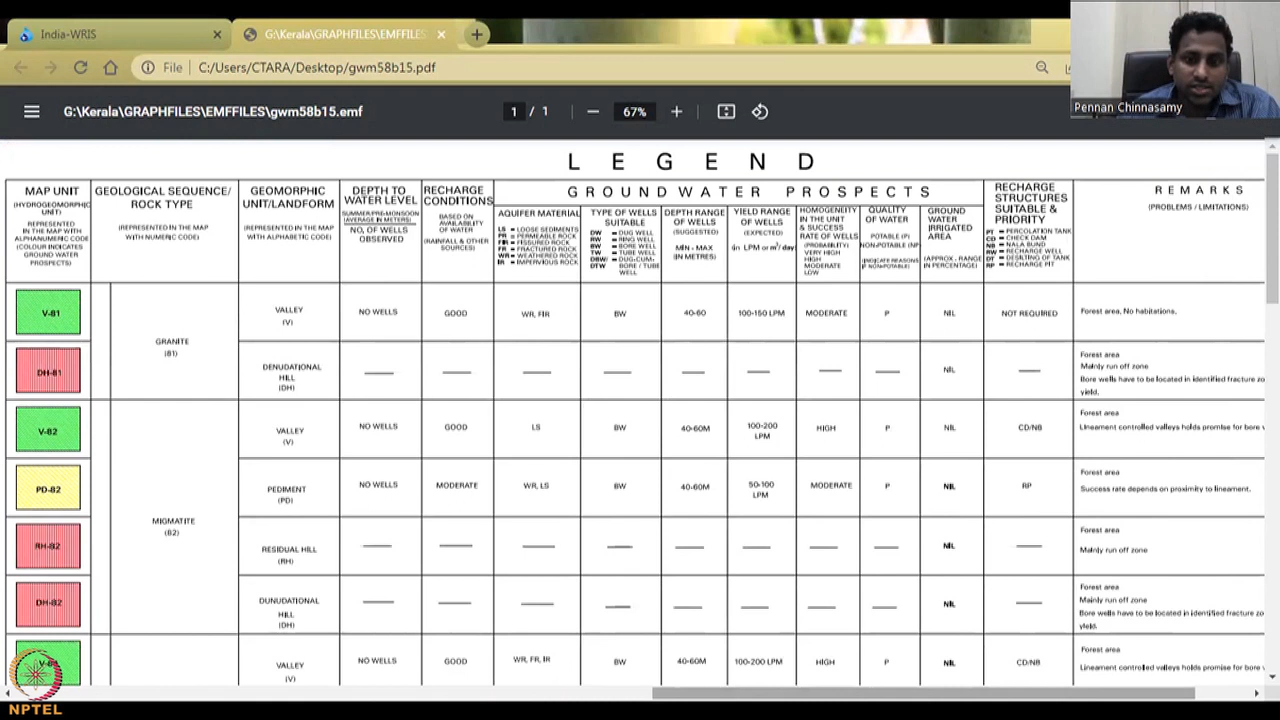 India-WRIS
G:\Kerala\GRAPHFILES\EMFFILES\
File
C:/Users/CTARA/Desktop/gwm58b15.pdf
Pennan Chinnasamy
G:\Kerala\GRAPHFILES\EMFFILES\gwm58b15.emf
1 / 1
67%
LEGEND
MAP UNIT
(HYDROGEOMORPHIC
UNIT)
REPRESENTED
IN THE MAP WITH
ALPHANUMERIC CODE
(COLOUR INDICATES
GROUND WATER
PROSPECTS)
GEOLOGICAL SEQUENCE/
ROCK TYPE
(REPRESENTED IN THE MAP
WITH NUMERIC CODE)
GEOMORPHIC
UNIT/LANDFORM
(REPRESENTED IN THE MAP
WITH ALPHABETIC CODE)
DEPTH TO
WATER LEVEL
SUMMER/PRE-MONSOON
(AVERAGE IN METERS)
NO. OF WELLS
OBSERVED
RECHARGE
CONDITIONS
BASED ON
AVAILABILITY
OF WATER
(RAINFALL & OTHER
SOURCES)
GROUND WATER PROSPECTS
AQUIFER MATERIAL
LS = LOOSE SEDIMENTS
PR = PERMEABLE ROCK
FIR = FISSURED ROCK
FR = FRACTURED ROCK
WR = WEATHERED ROCK
IR = IMPERVIOUS ROCK
TYPE OF WELLS
SUITABLE
DW = DUG WELL
RW = RING WELL
BW = BORE WELL
TW = TUBE WELL
DBW/ = DUG-CUM-
DTW BORE / TUBE
WELL
DEPTH RANGE
OF WELLS
(SUGGESTED)
MIN - MAX
(IN METRES)
YIELD RANGE
OF WELLS
(EXPECTED)
(in LPM or m³/day)
HOMOGENEITY
IN THE UNIT
& SUCCESS
RATE OF WELLS
(PROBABILITY)
VERY HIGH
HIGH
MODERATE
LOW
QUALITY
OF WATER
POTABLE (P)
NON-POTABLE (NP)
(INDICATE REASONS
IF NON-POTABLE)
GROUND
WATER
IRRIGATED
AREA
(APPROX. RANGE
IN PERCENTAGE)
RECHARGE
STRUCTURES
SUITABLE &
PRIORITY
PT = PERCOLATION TANK
CD = CHECK DAM
NB = NALA BUND
RW = RECHARGE WELL
DT = DESILTING OF TANK
RP = RECHARGE PIT
REMARKS
(PROBLEMS / LIMITATIONS)
V-81
GRANITE
(81)
VALLEY
(V)
NO WELLS
GOOD
WR, FIR
BW
40-60
100-150 LPM
MODERATE
P
NIL
NOT REQUIRED
Forest area, No habitations.
DH-81
DENUDATIONAL
HILL
(DH)
NIL
Forest area
Mainly run off zone
Bore wells have to be located in identified fracture zo
yield.
V-82
MIGMATITE
(82)
VALLEY
(V)
NO WELLS
GOOD
LS
BW
40-60M
100-200
LPM
HIGH
P
NIL
CD/NB
Forest area
Lineament controlled valleys holds promise for bore v
PD-82
PEDIMENT
(PD)
NO WELLS
MODERATE
WR, LS
BW
40-60M
50-100
LPM
MODERATE
P
NIL
RP
Forest area
Success rate depends on proximity to lineament.
RH-82
RESIDUAL HILL
(RH)
NIL
Forest area
Mainly run off zone
DH-82
DUNUDATIONAL
HILL
(DH)
NIL
Forest area
Mainly run off zone
Bore wells have to be located in identified fracture zo
yield.
VALLEY
(V)
NO WELLS
GOOD
WR, FR, IR
BW
40-60M
100-200 LPM
HIGH
P
NIL
CD/NB
Forest area
Lineament controlled valleys holds promise for bore v
NPTEL